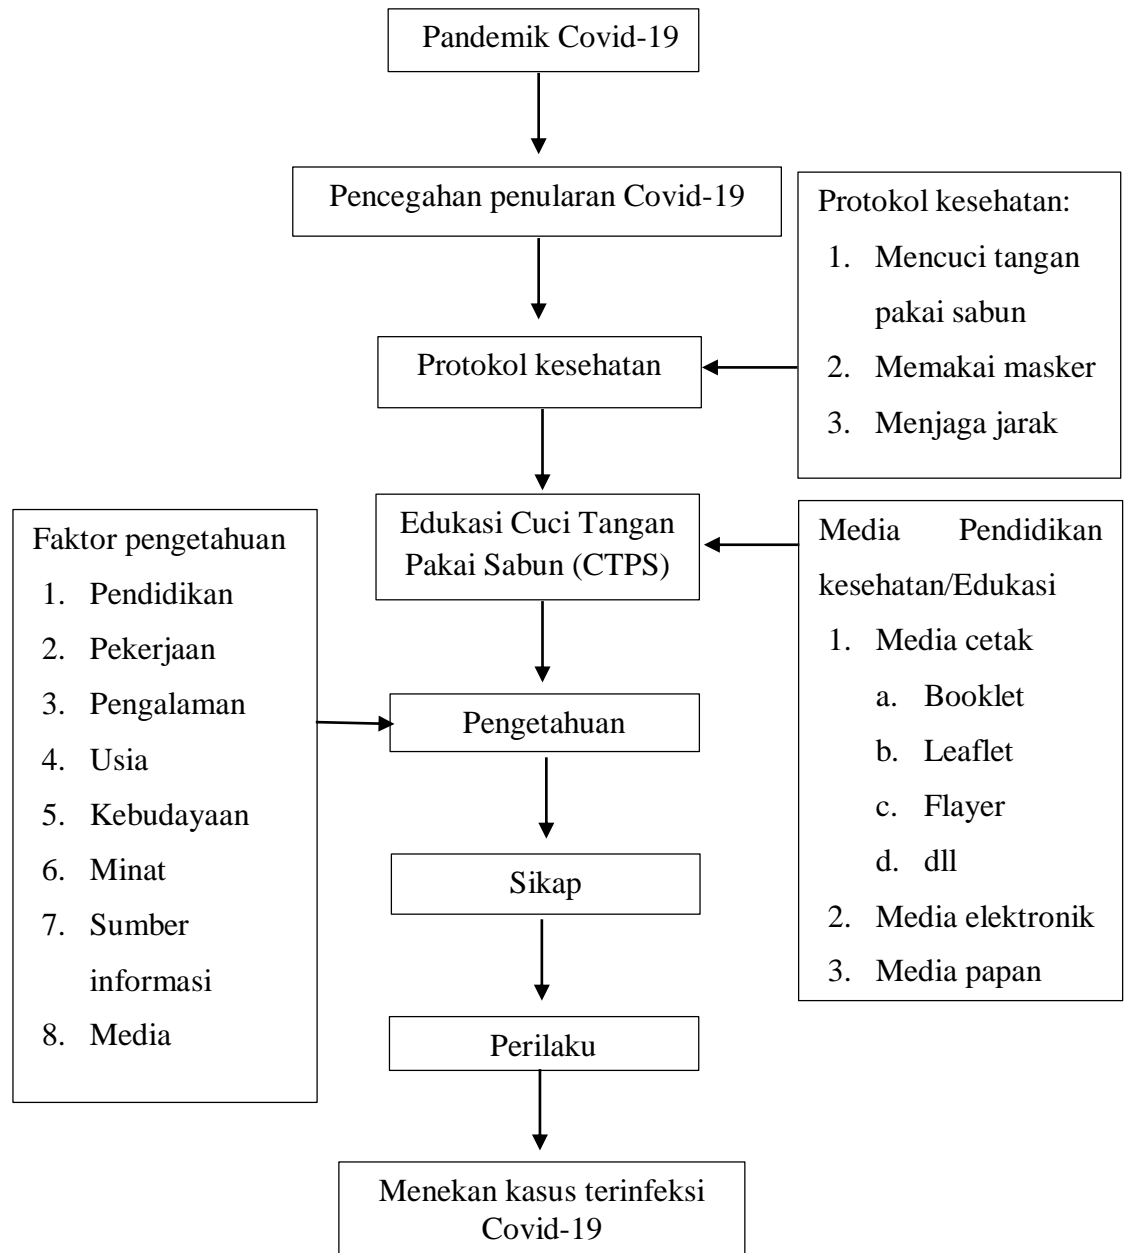 Pandemik Covid-19
Pencegahan penularan Covid-19
Protokol kesehatan:
1. Mencuci tangan
pakai sabun
2. Memakai masker
3. Menjaga jarak
Protokol kesehatan
Edukasi Cuci Tangan
Pakai Sabun (CTPS)
Media Pendidikan
kesehatan/Edukasi
1. Media cetak
a. Booklet
b. Leaflet
c. Flayer
d. dll
2. Media elektronik
3. Media papan
Faktor pengetahuan
1. Pendidikan
2. Pekerjaan
3. Pengalaman
4. Usia
5. Kebudayaan
6. Minat
7. Sumber
informasi
8. Media
Pengetahuan
Sikap
Perilaku
Menekan kasus terinfeksi
Covid-19